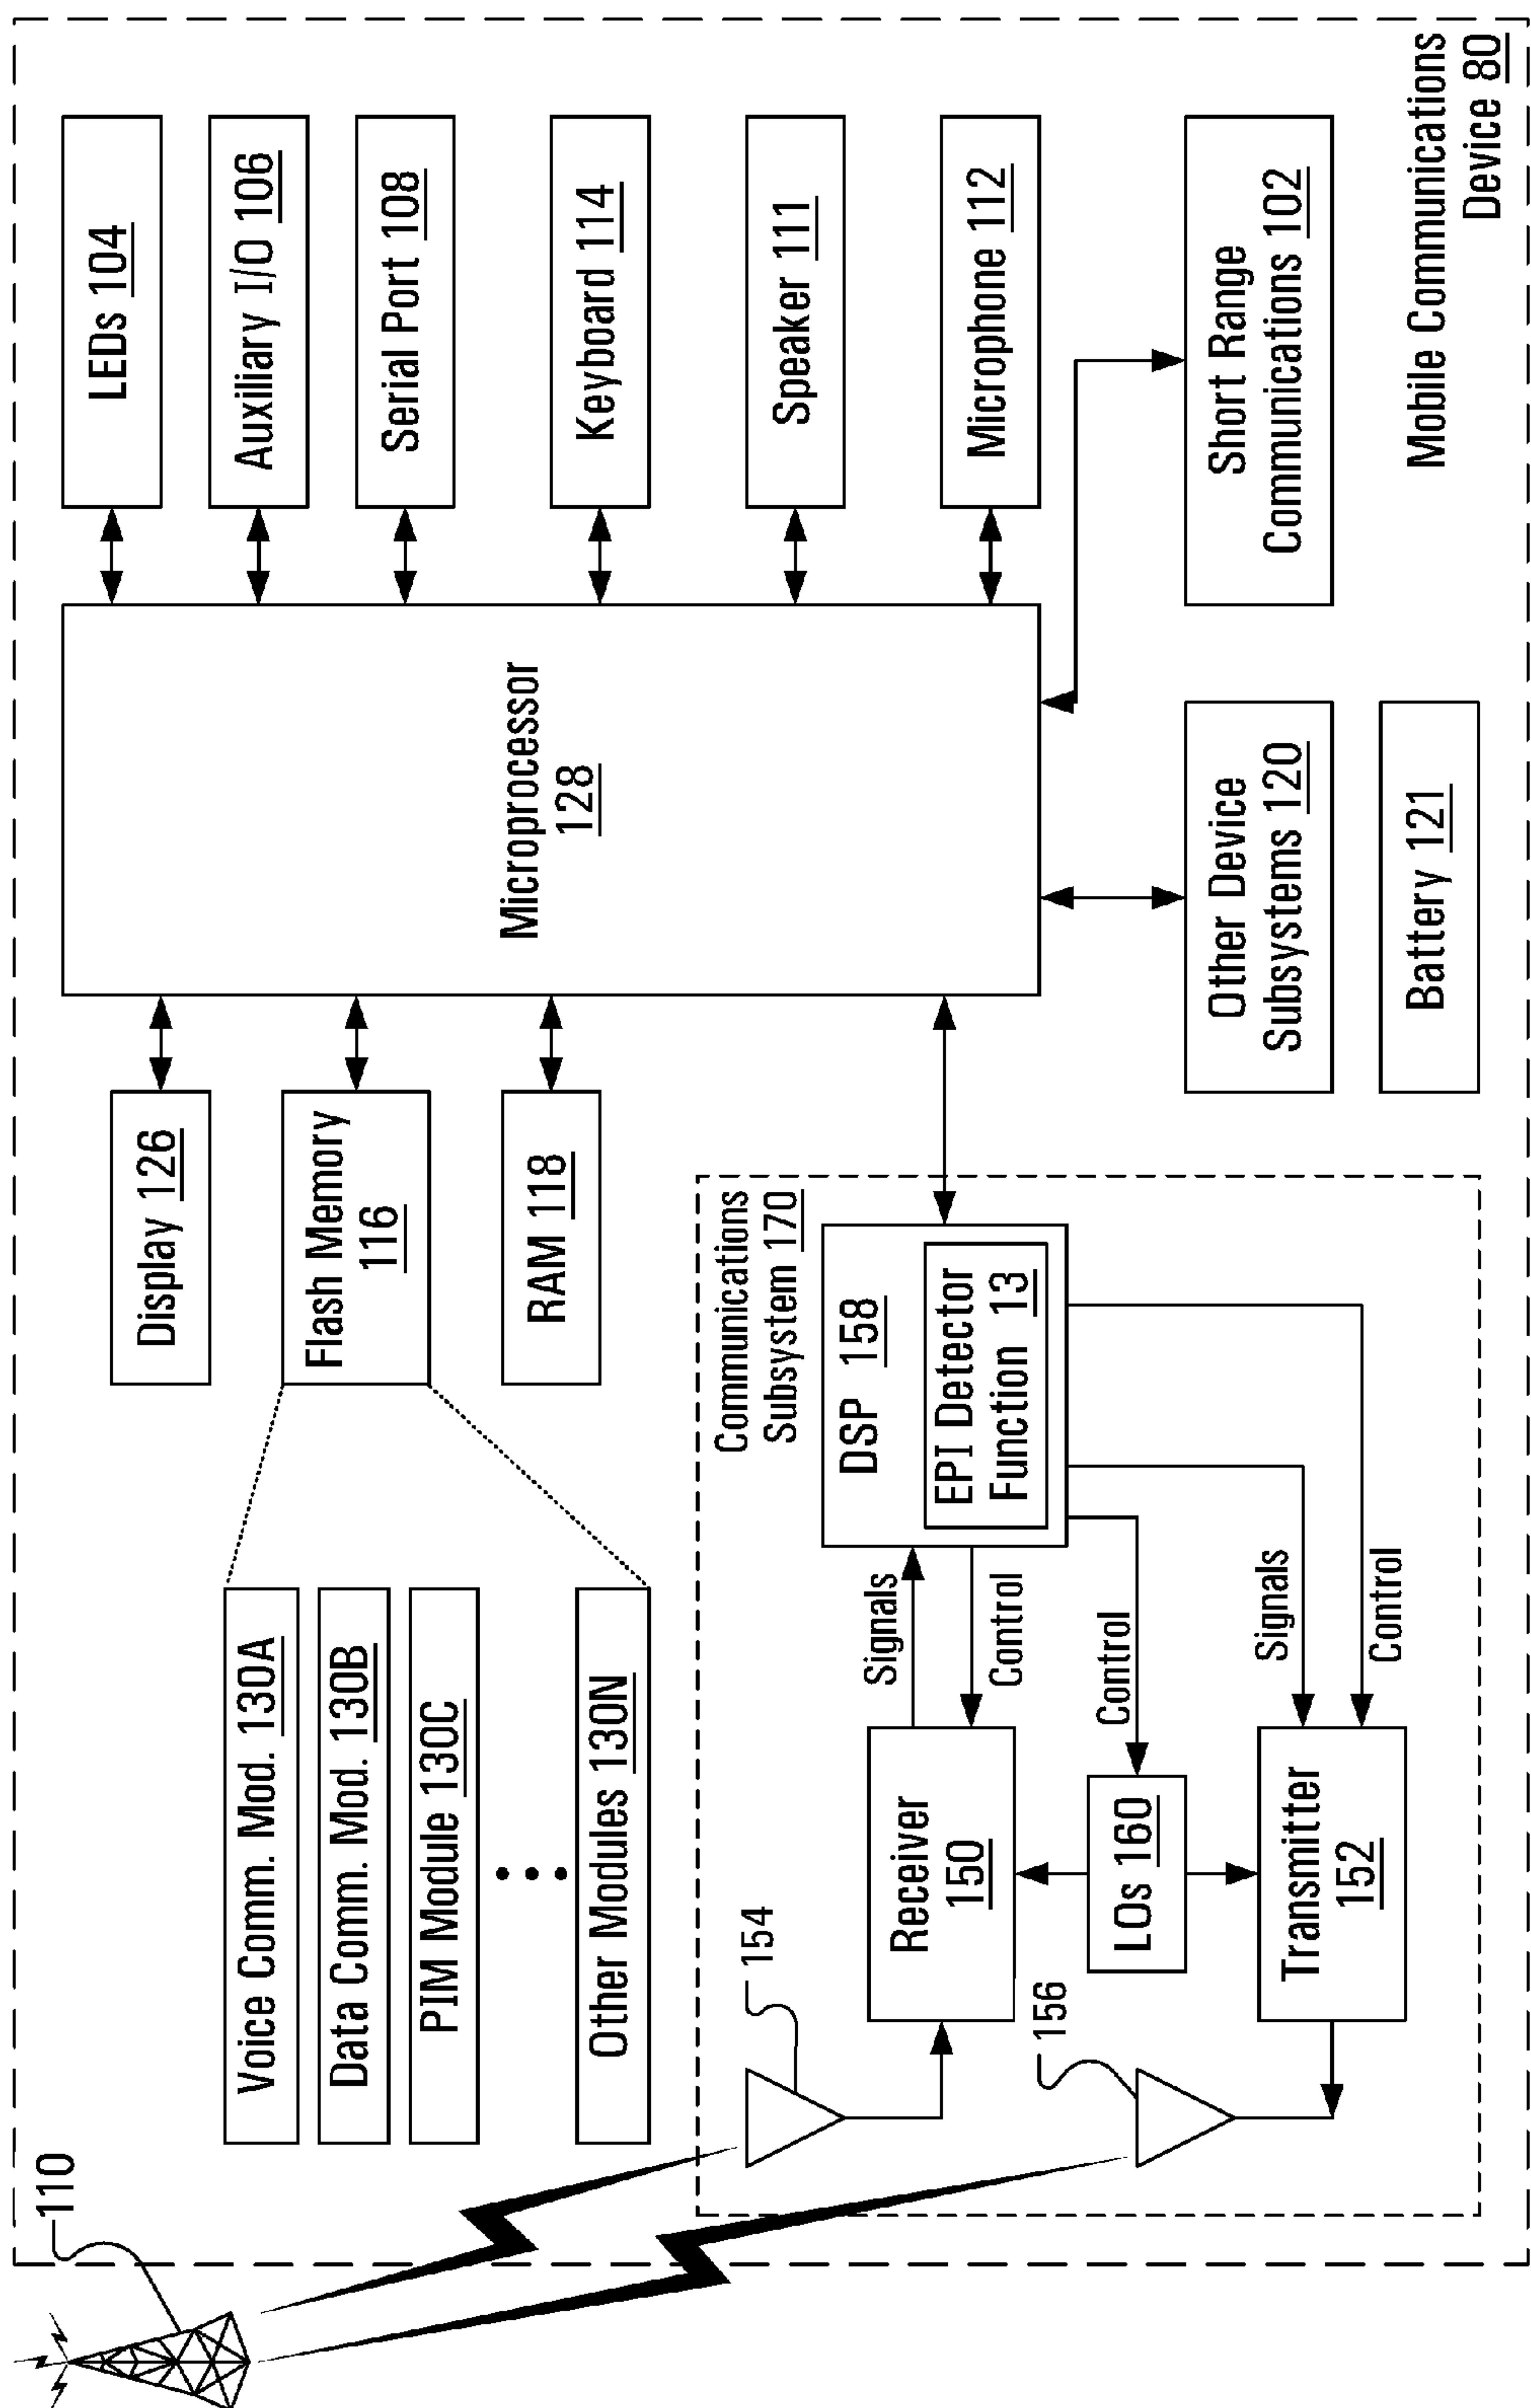 110
Voice Comm. Mod. 130A
Data Comm. Mod. 130B
PIM Module 130C
Other Modules 130N
Display 126
Flash Memory
116
RAM 118
Microprocessor
128
LEDs 104
Auxiliary I/O 106
Serial Port 108
Keyboard 114
Speaker 111
Microphone 112
Communications
Subsystem 170
DSP 158
EPI Detector
Function 13
Signals
Control
Control
Signals
Control
154
Receiver
150
LOs 160
156
Transmitter
152
Other Device
Subsystems 120
Battery 121
Short Range
Communications 102
Mobile Communications
Device 80